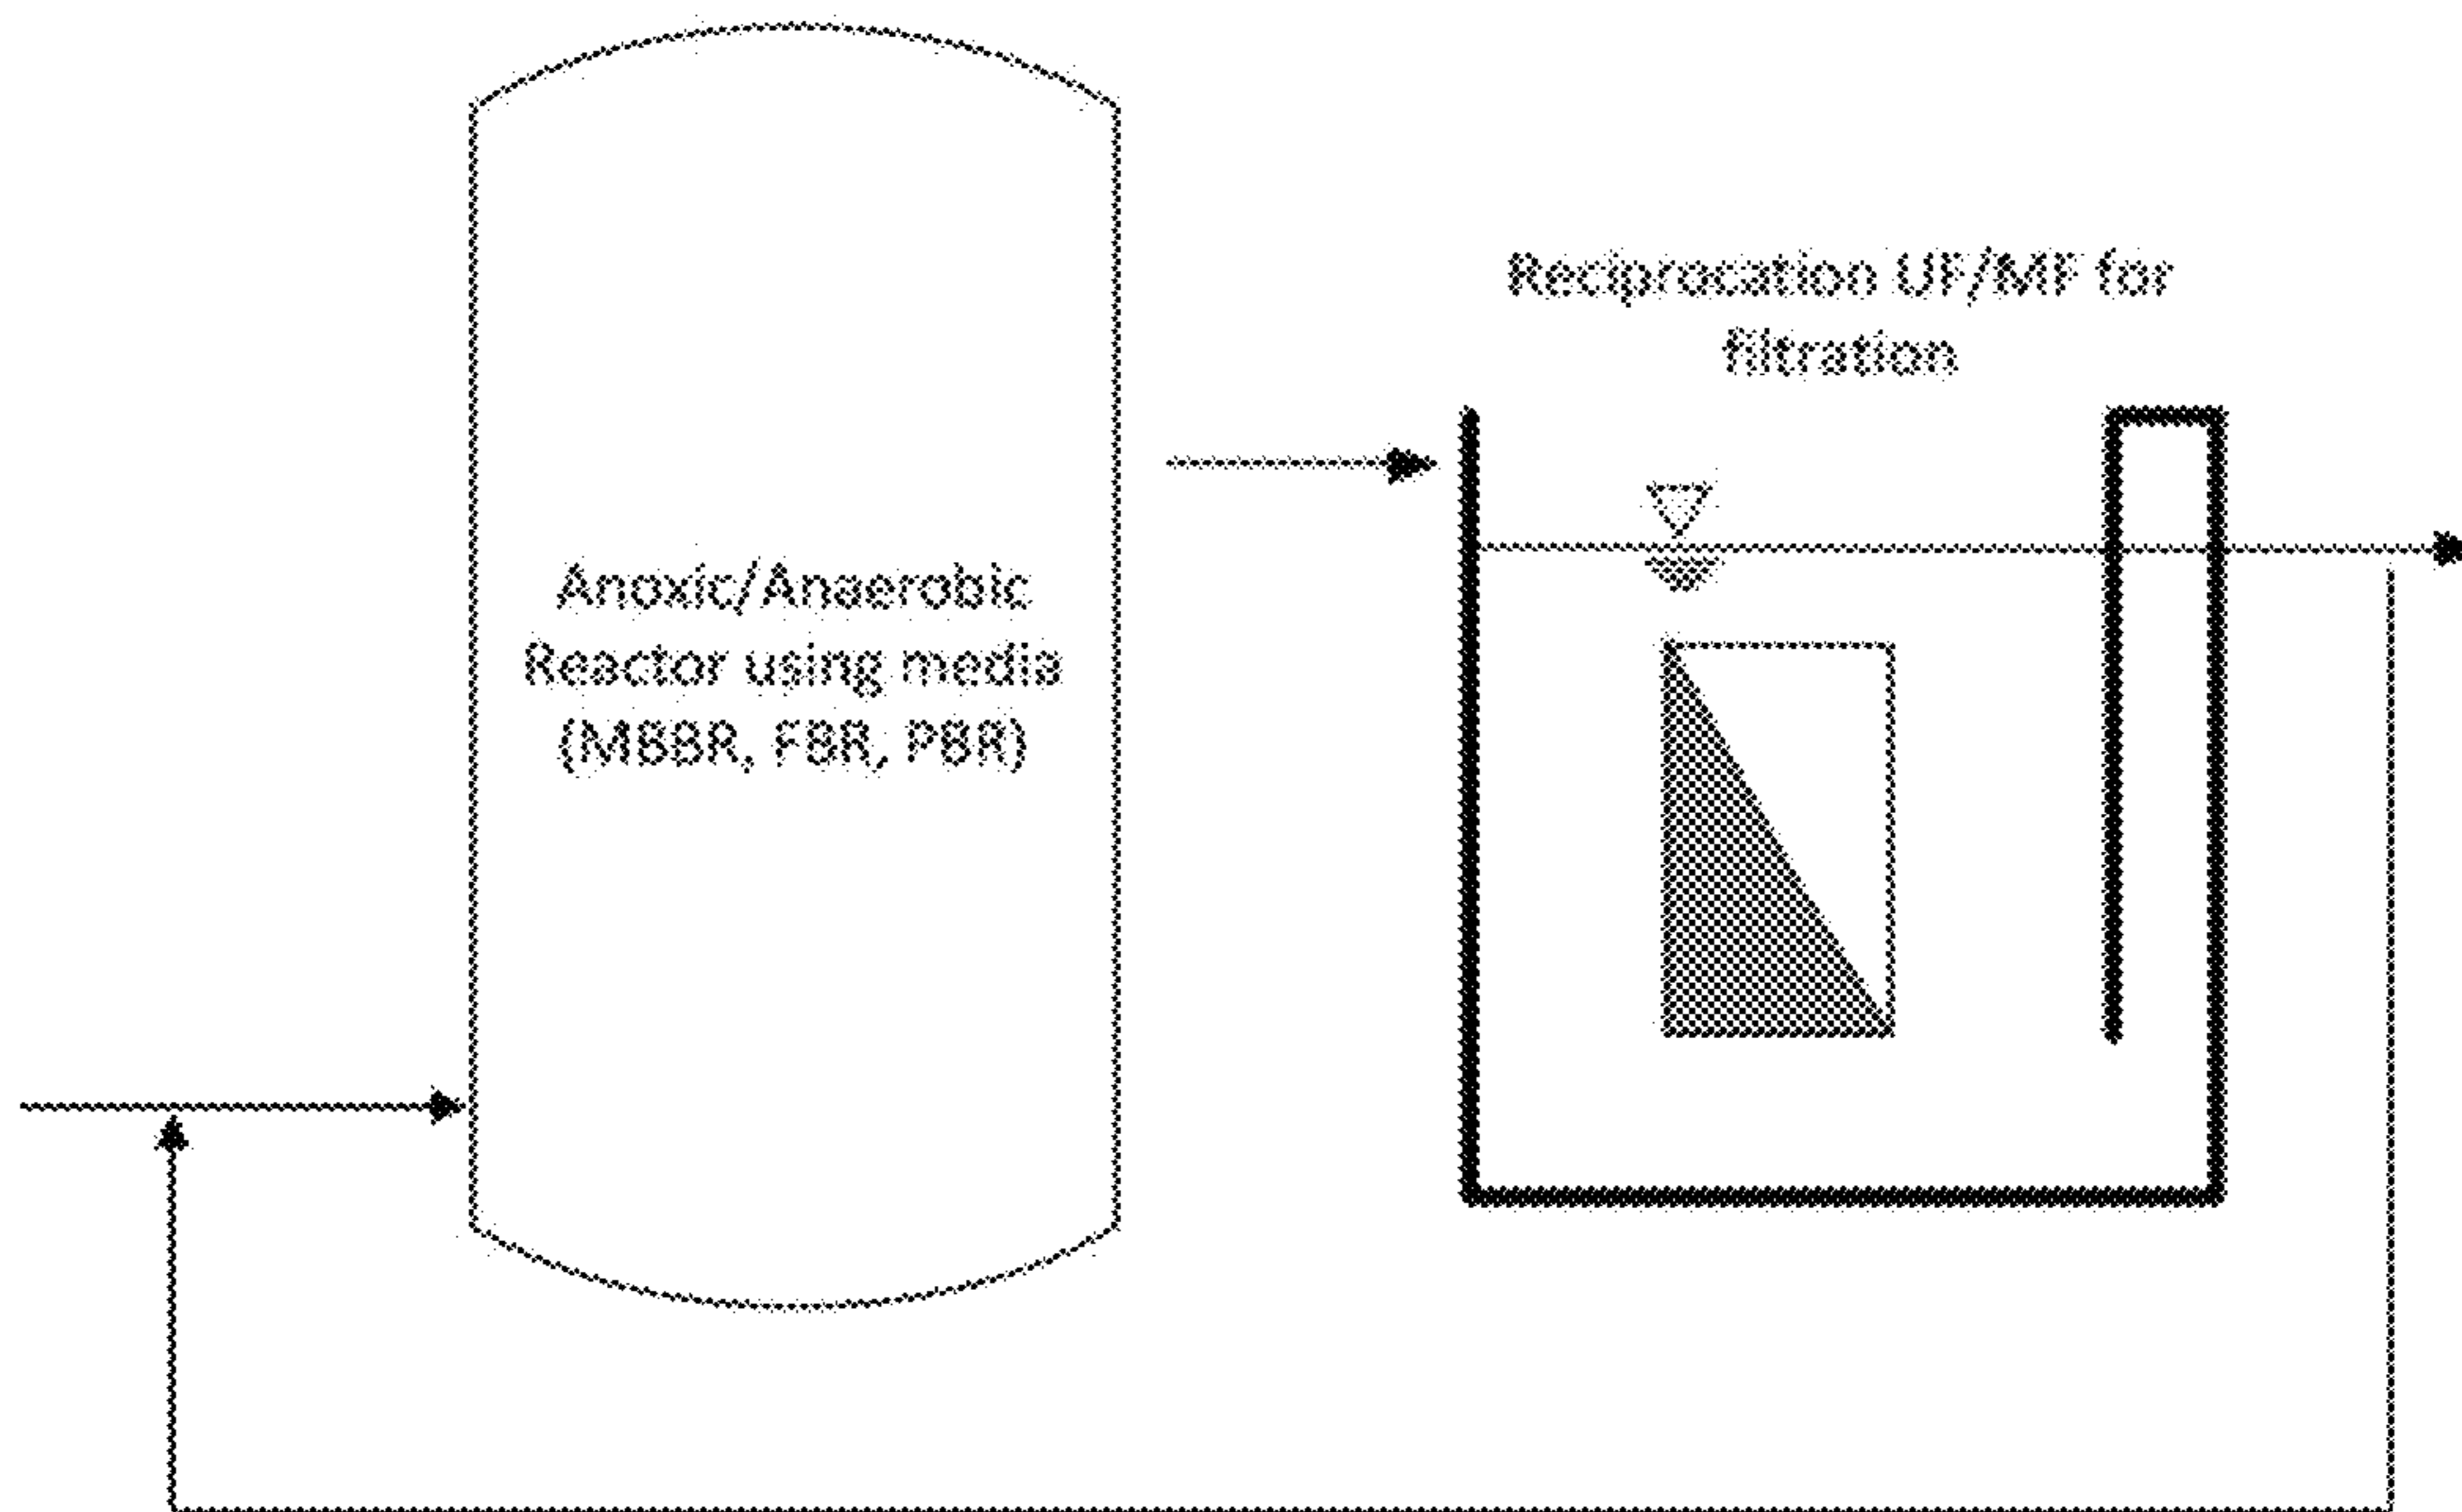 Reciprocation UF/MF for
filtration
Anoxic/Anaerobic
Reactor using media
(MBBR, FBR, PBR)